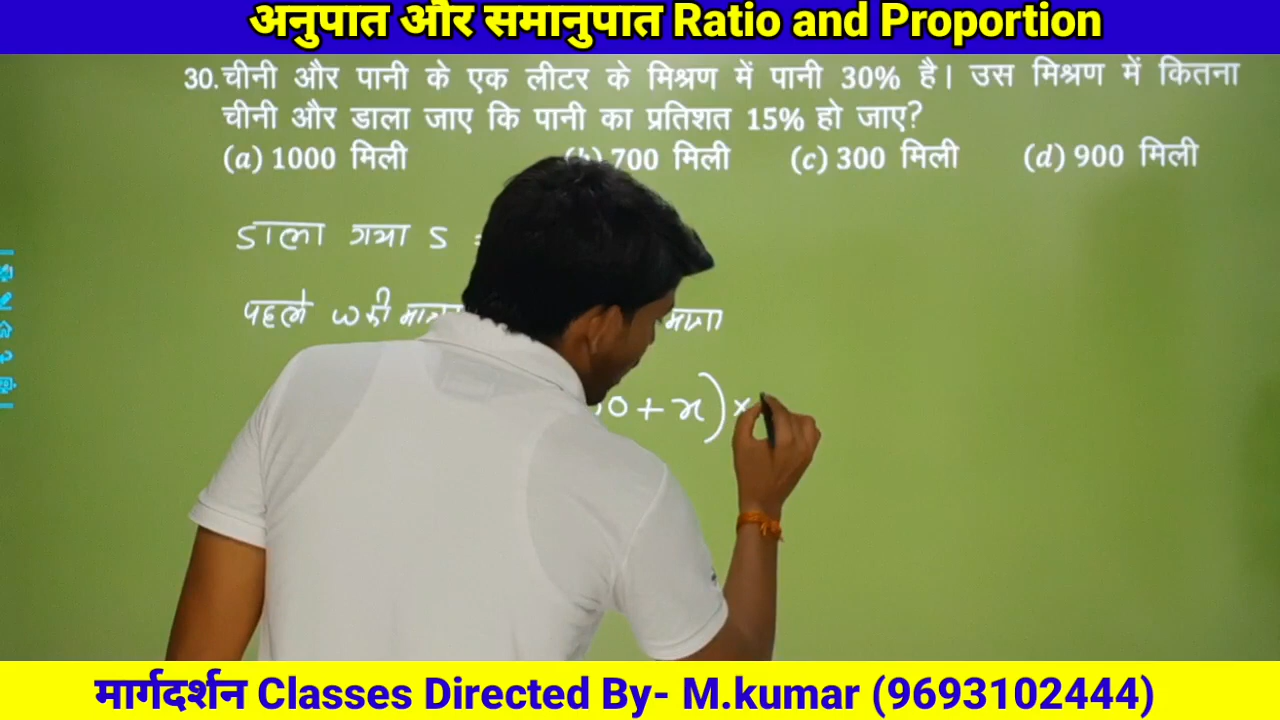 अनुपात और समानुपात Ratio and Proportion
30. चीनी और पानी के एक लीटर के मिश्रण में पानी 30% है। उस मिश्रण में कितना
चीनी और डाला जाए कि पानी का प्रतिशत 15% हो जाए?
(a) 1000 मिली 700 मिली (c) 300 मिली (d) 900 मिली
डाला गया S =
पहले W की मात्रा
0 + x) ×
मार्गदर्शन Classes Directed By- M.kumar (9693102444)